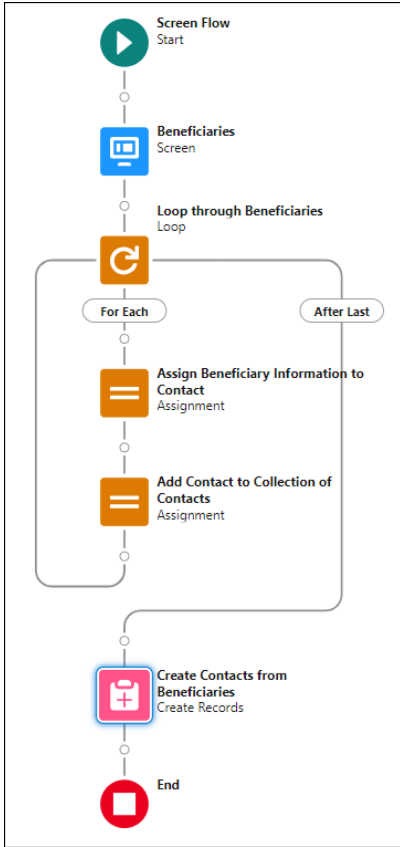 Screen Flow
Start
Beneficiaries
Screen
Loop through Beneficiaries
Loop
For Each
After Last
Assign Beneficiary Information to
Contact
Assignment
Add Contact to Collection of
Contacts
Assignment
Create Contacts from
Beneficiaries
Create Records
End